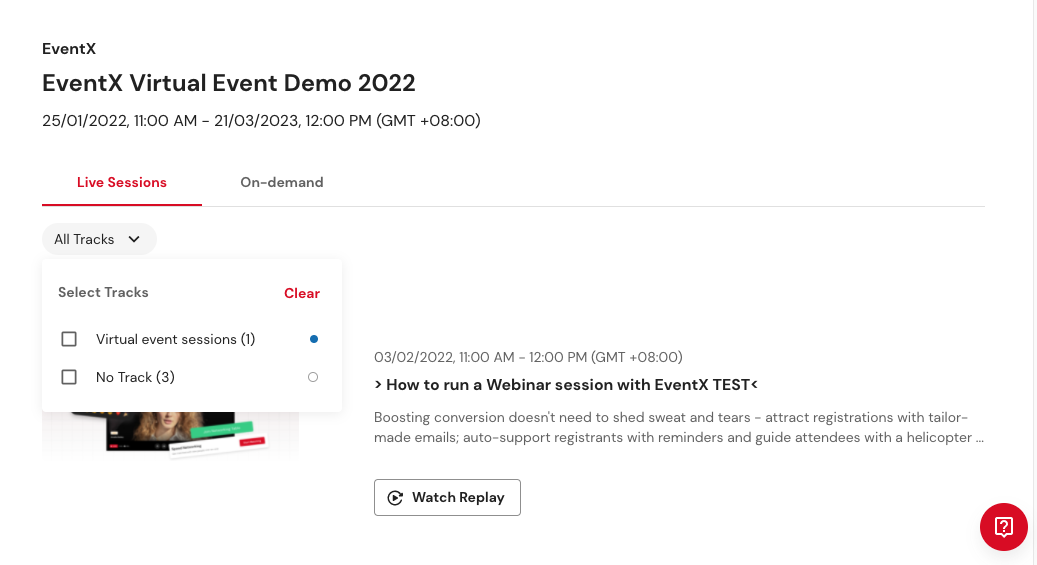 EventX
EventX Virtual Event Demo 2022
25/01/2022, 11:00 AM – 21/03/2023, 12:00 PM (GMT +08:00)
Live Sessions
On-demand
All Tracks
Select Tracks
Clear
Virtual event sessions (1)
No Track (3)
03/02/2022, 11:00 AM – 12:00 PM (GMT +08:00)
> How to run a Webinar session with EventX TEST<
Boosting conversion doesn't need to shed sweat and tears – attract registrations with tailor-
made emails; auto-support registrants with reminders and guide attendees with a helicopter ...
Watch Replay